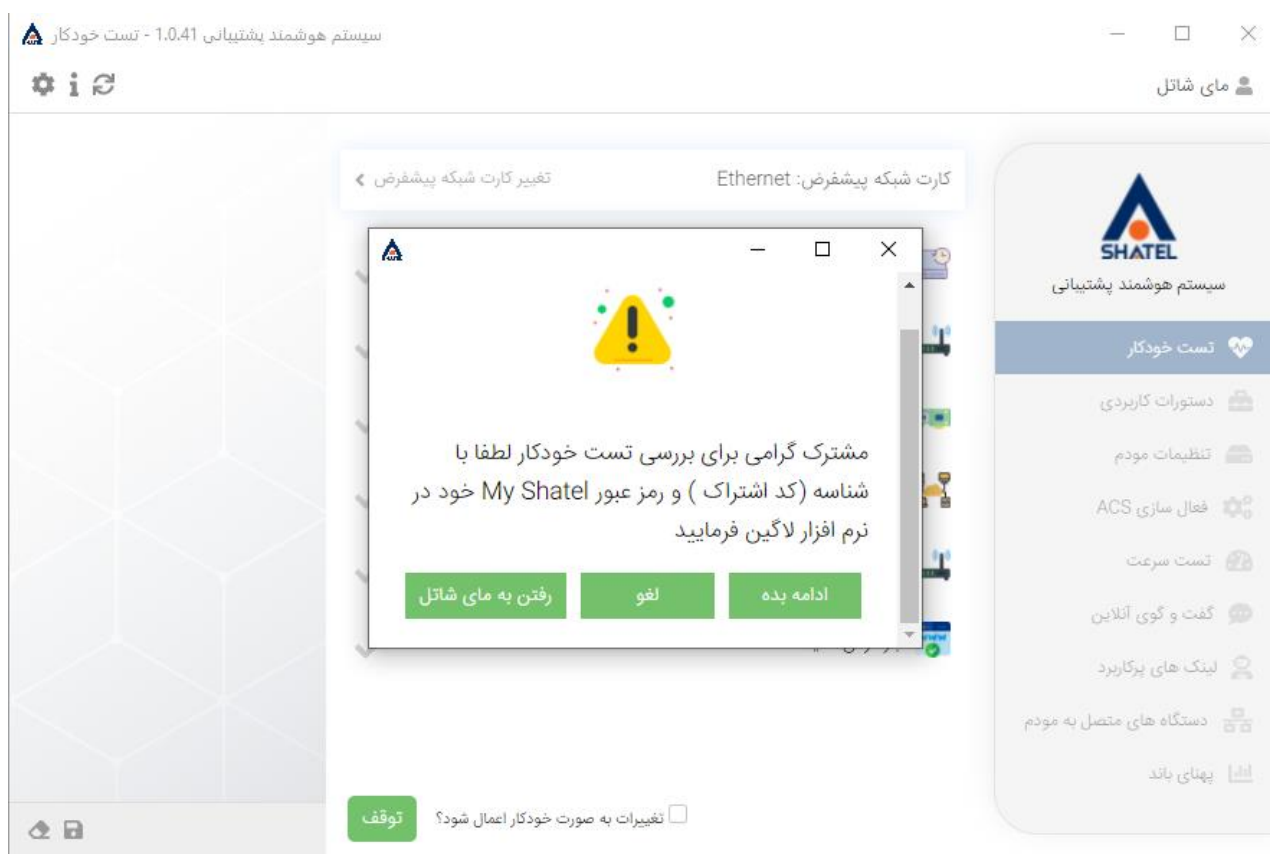 سیستم هوشمند پشتیبانی 1.0.41 - تست خودکار
مای شاتل
کارت شبکه پیشفرض: Ethernet
تغییر کارت شبکه پیشفرض
SHATEL
سیستم هوشمند پشتیبانی
تست خودکار
دستورات کاربردی
تنظیمات مودم
فعال سازی ACS
تست سرعت
گفت و گوی آنلاین
لینک های پرکاربرد
دستگاه های متصل به مودم
پهنای باند
مشترک گرامی برای بررسی تست خودکار لطفا با
شناسه (کد اشتراک ) و رمز عبور My Shatel خود در
نرم افزار لاگین فرمایید
ادامه بده
لغو
رفتن به مای شاتل
تغییرات به صورت خودکار اعمال شود؟
توقف